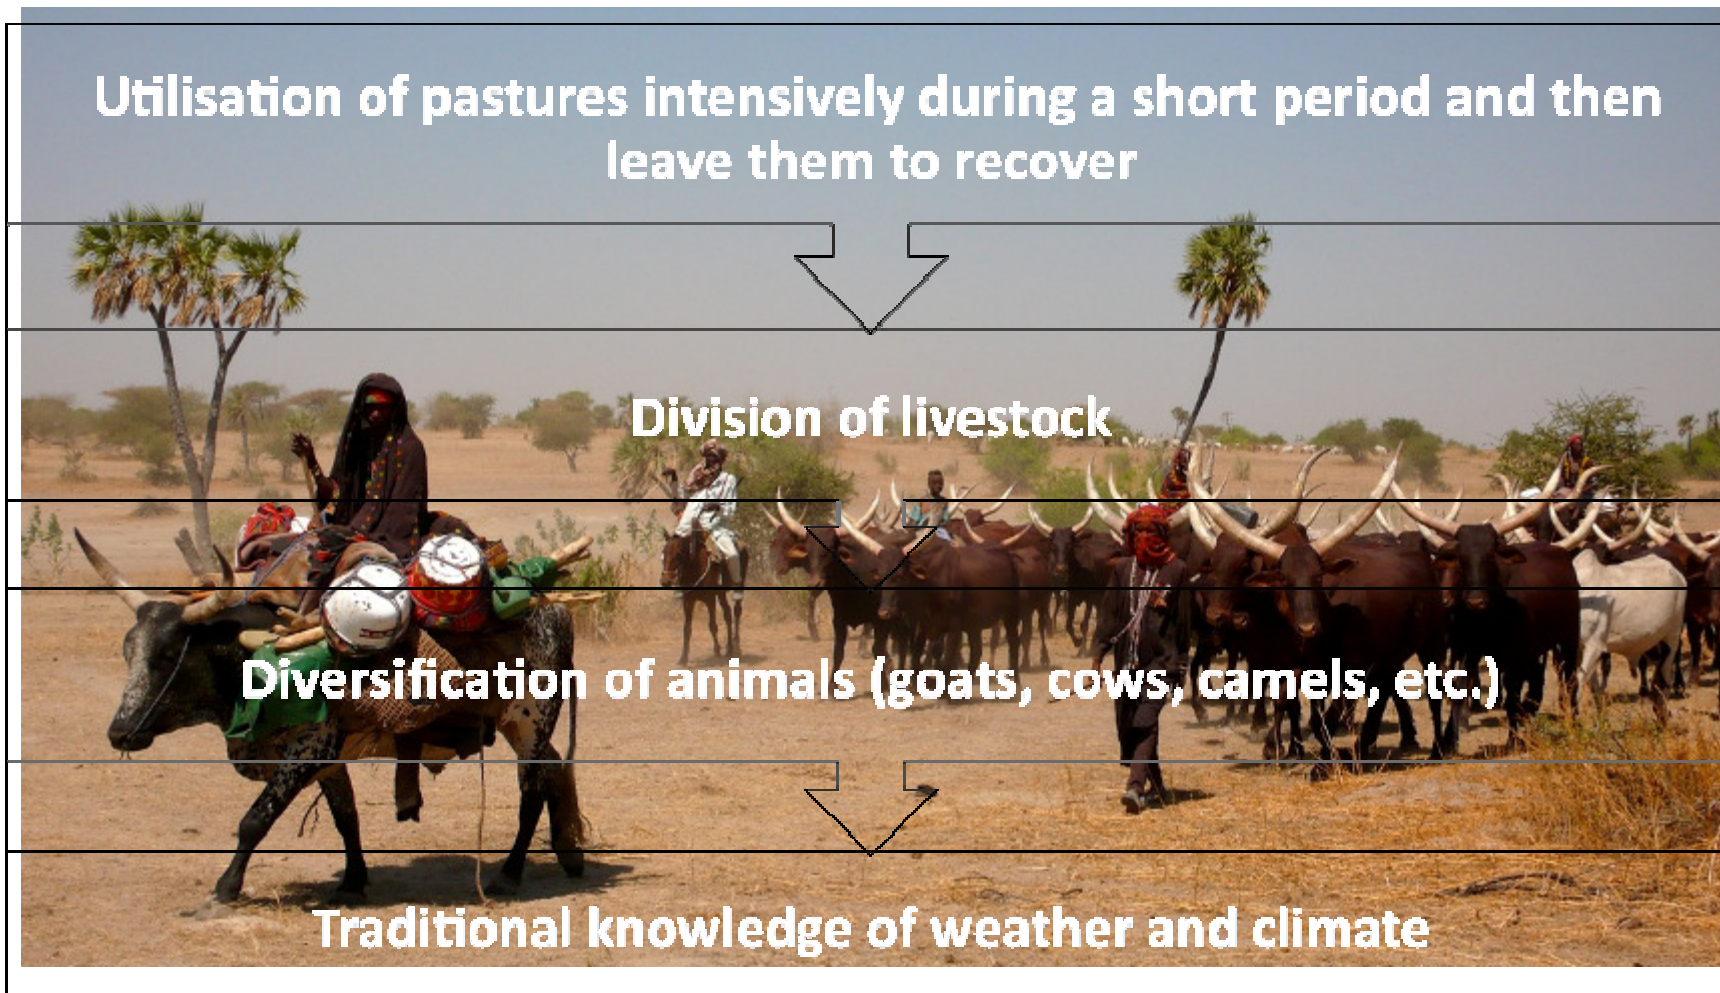 Utilisation of pastures intensively during a short period and then
leave them to recover
Division of livestock
Diversification of animals (goats, cows, camels, etc.)
Traditional knowledge of weather and climate